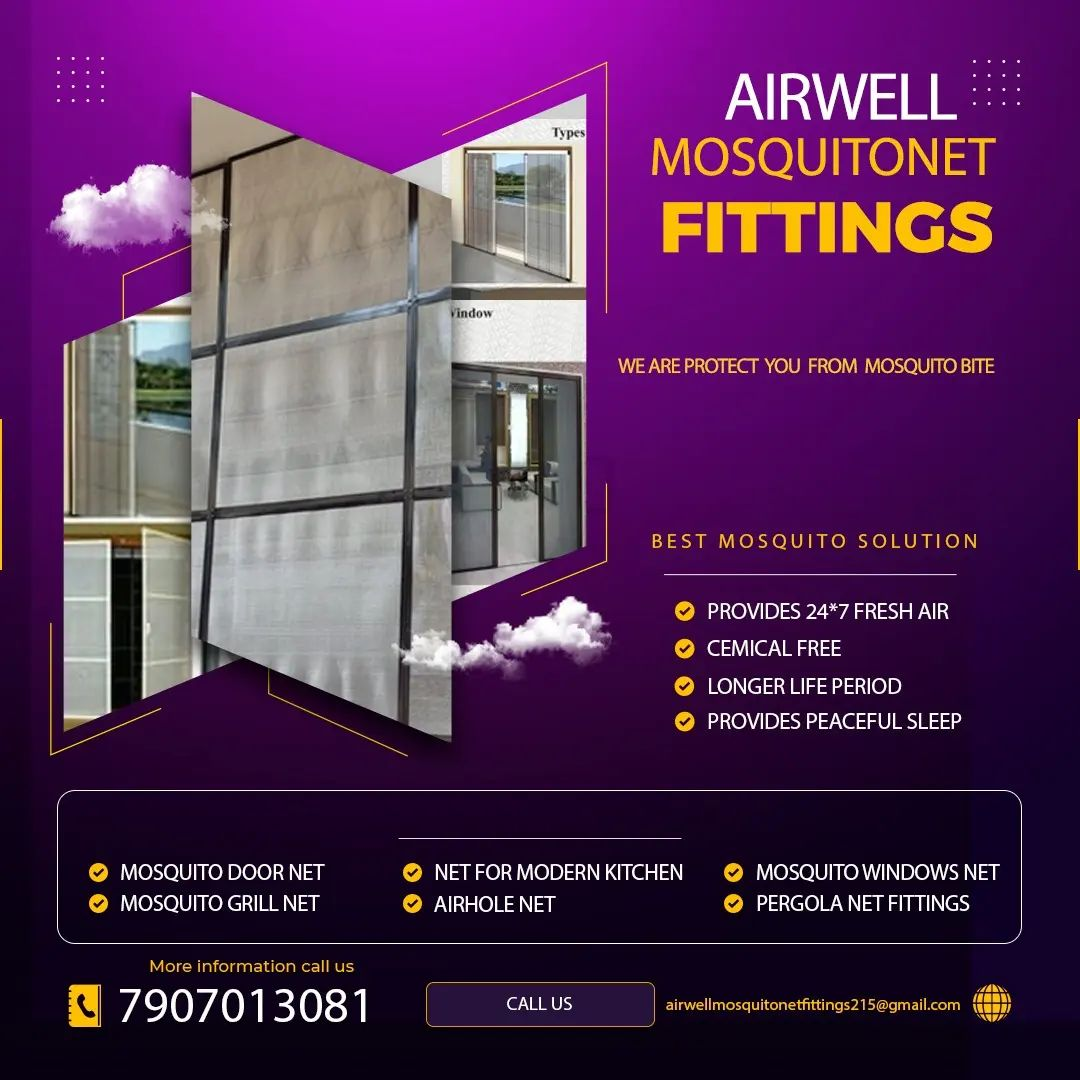 AIRWELL
MOSQUITONET
FITTINGS
Types
Window
WE ARE PROTECT YOU FROM MOSQUITO BITE
BEST MOSQUITO SOLUTION
PROVIDES 24*7 FRESH AIR
CEMICAL FREE
LONGER LIFE PERIOD
PROVIDES PEACEFUL SLEEP
MOSQUITO DOOR NET
NET FOR MODERN KITCHEN
MOSQUITO WINDOWS NET
MOSQUITO GRILL NET
AIRHOLE NET
PERGOLA NET FITTINGS
More information call us
7907013081
CALL US
airwellmosquitonetfittings215@gmail.com